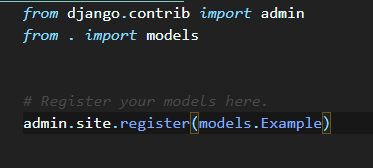 from django.contrib import admin
from . import models
# Register your models here.
admin.site.register(models.Example)